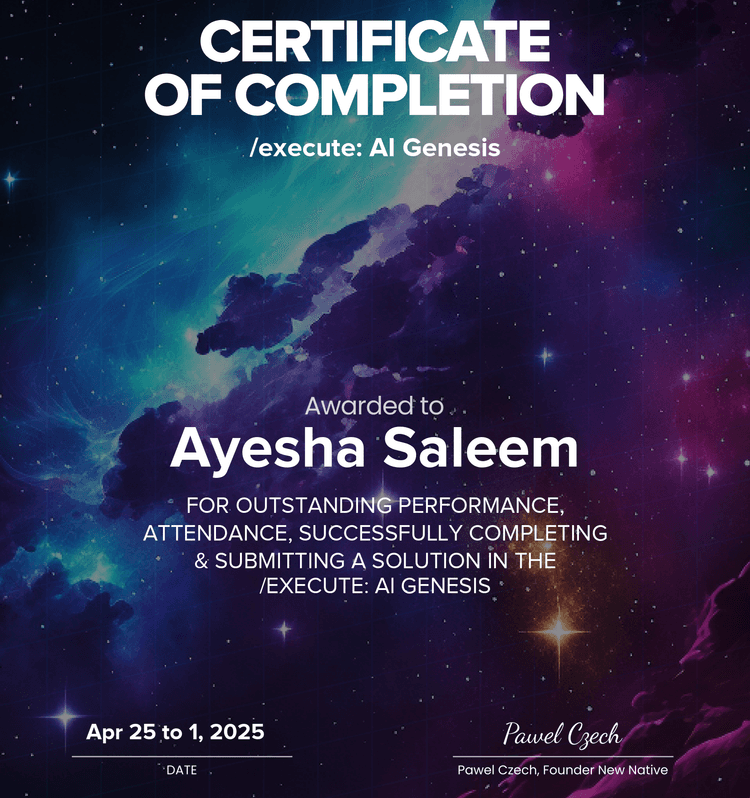 CERTIFICATE
OF COMPLETION
/execute: AI Genesis
Awarded to
Ayesha Saleem
FOR OUTSTANDING PERFORMANCE,
ATTENDANCE, SUCCESSFULLY COMPLETING
& SUBMITTING A SOLUTION IN THE
/EXECUTE: AI GENESIS
Apr 25 to 1, 2025
Pawel Czech
DATE
Pawel Czech, Founder New Native